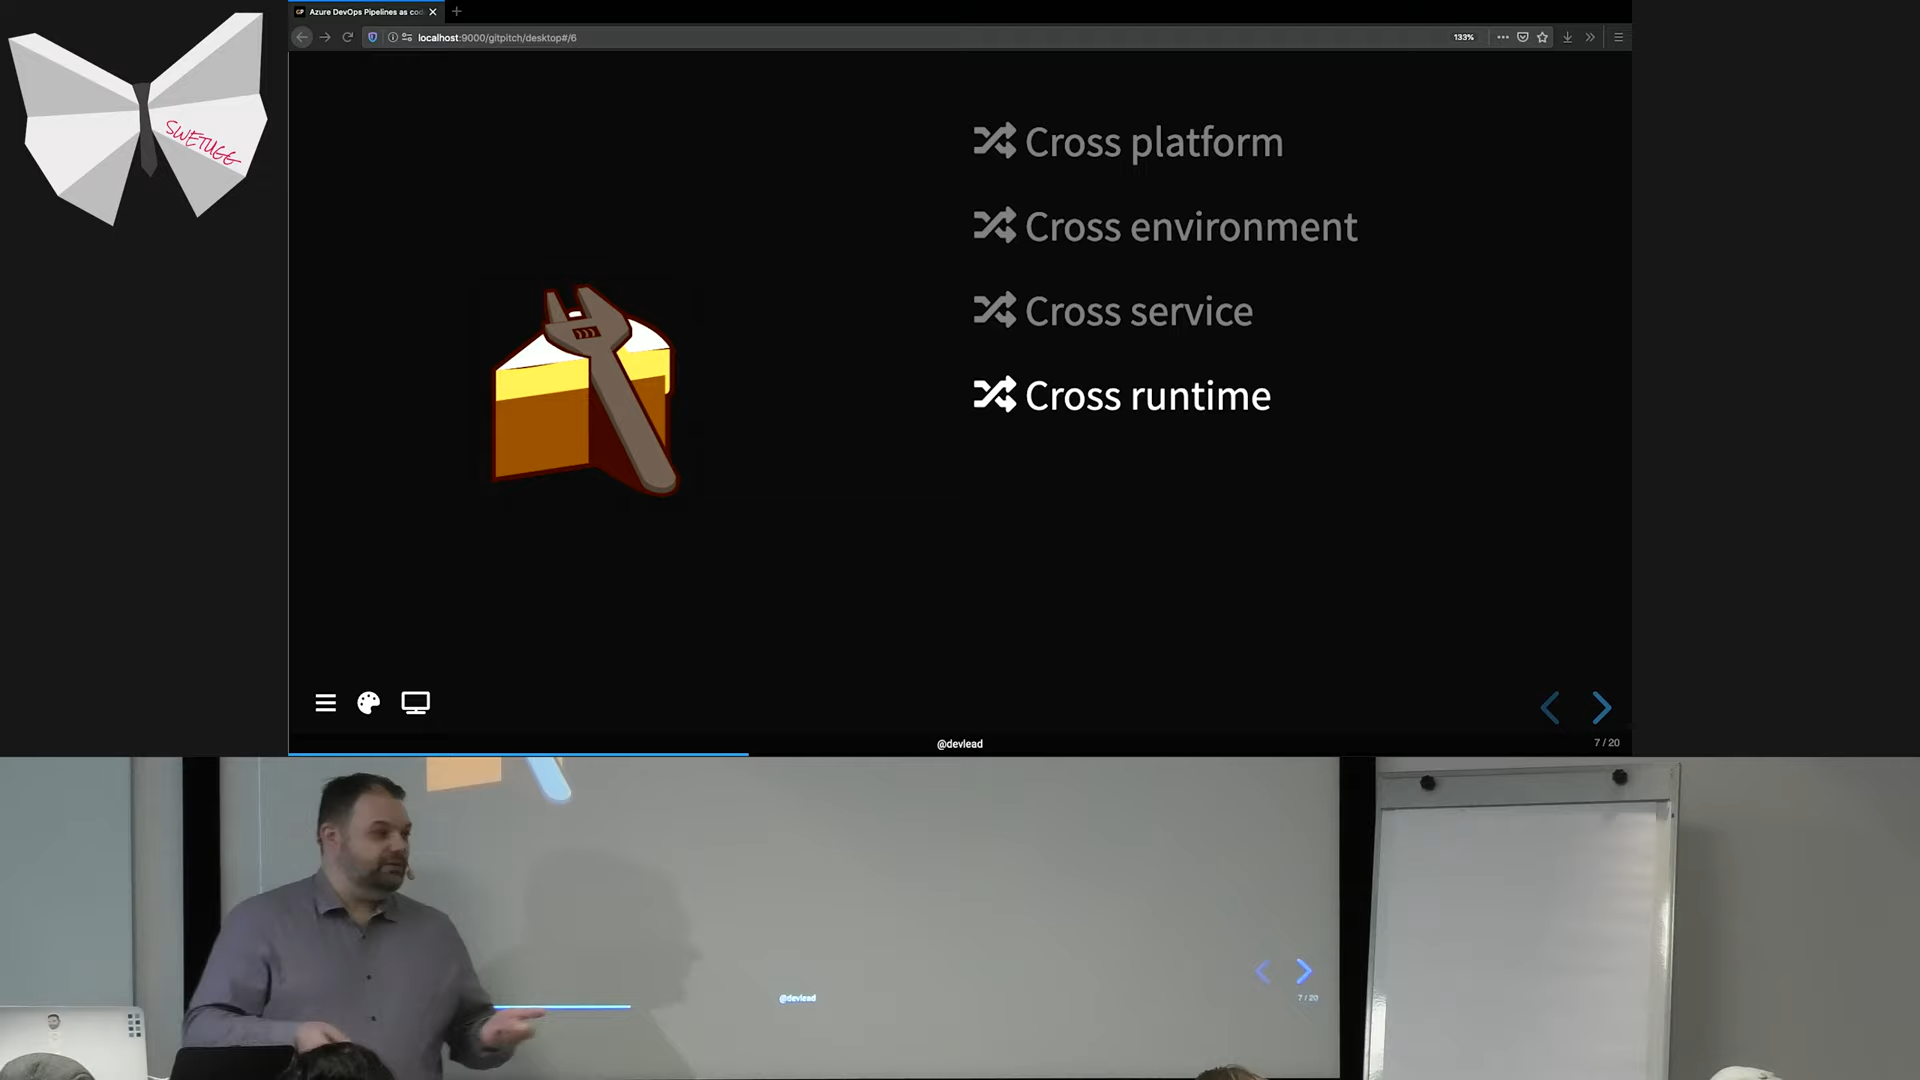 Azure DevOps Pipelines as cod
localhost:9000/gitpitch/desktop#/6
133%
SWETUGG
Cross platform
Cross environment
Cross service
Cross runtime
@devlead
7 / 20
@devlead
7 / 20